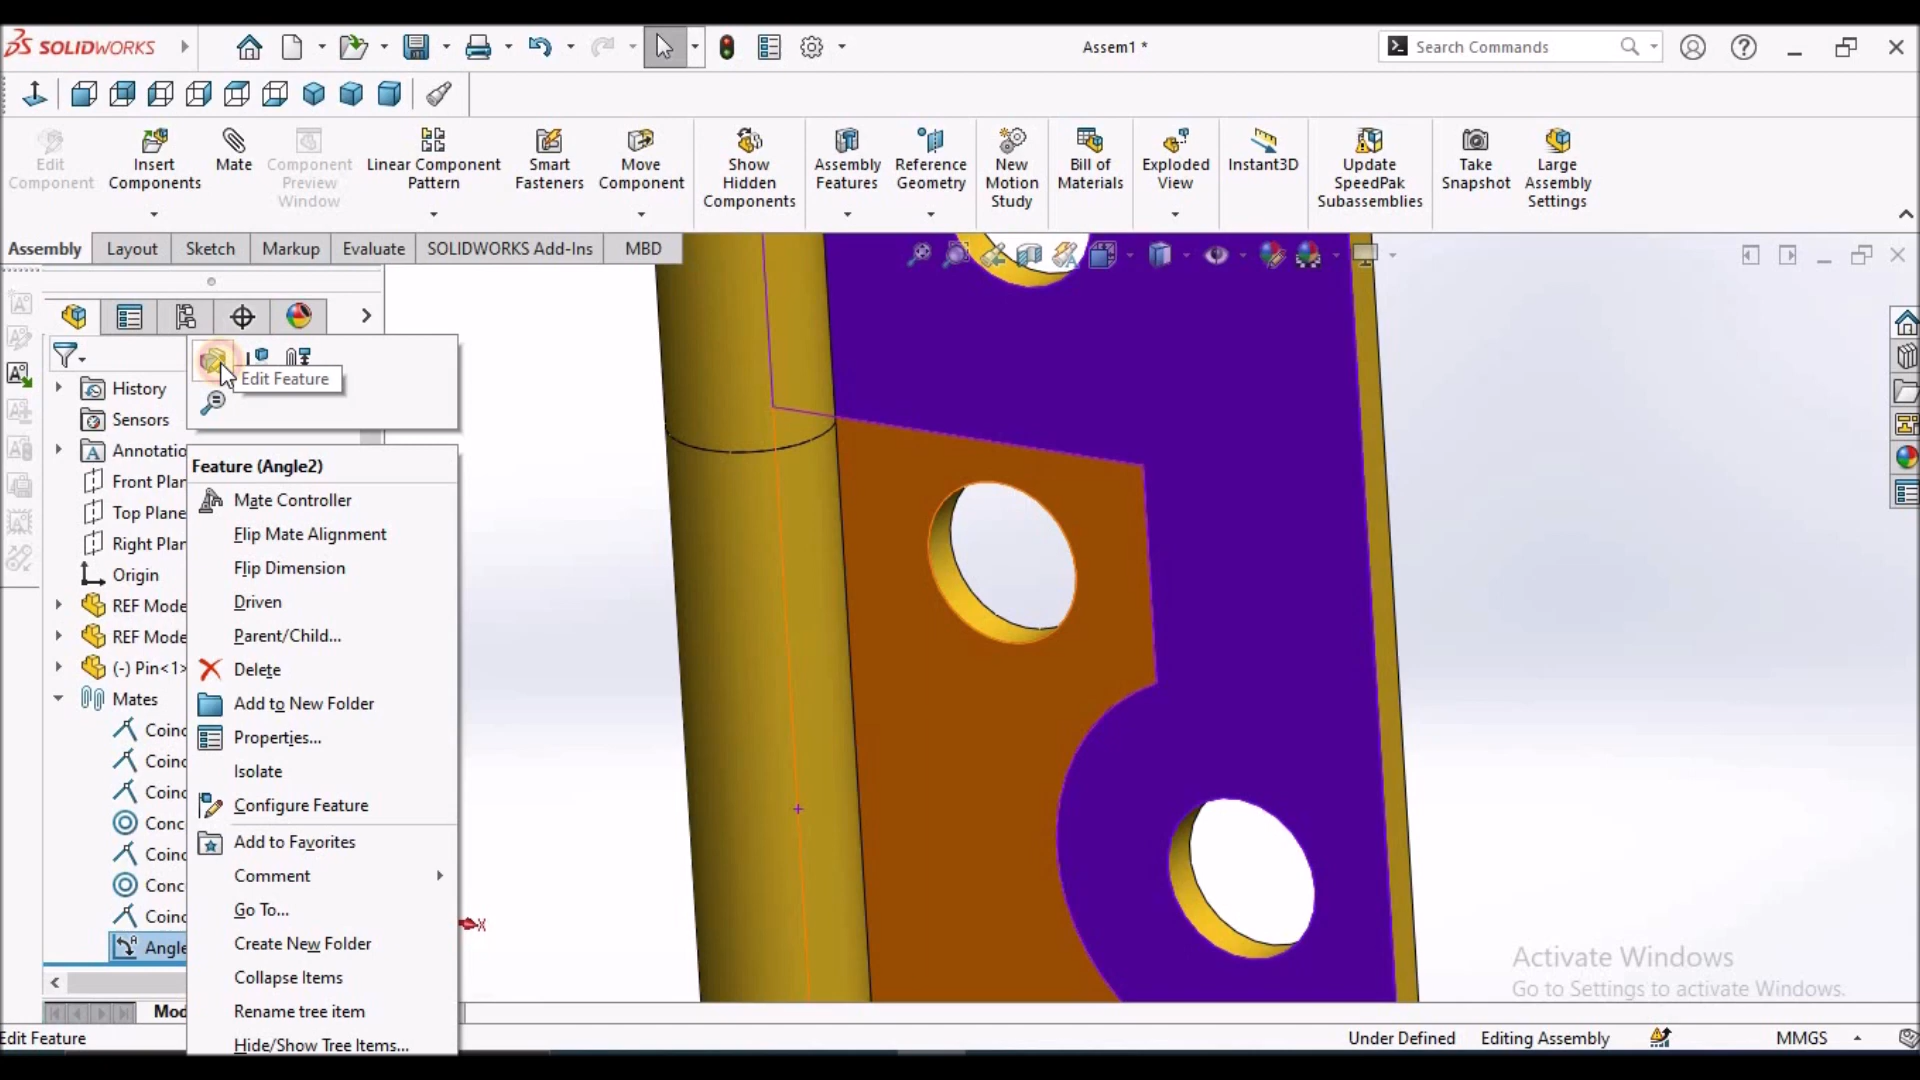 SOLIDWORKS
Assem1 *
Search Commands
Edit
Component
Insert
Components
Mate
Component
Preview
Window
Linear Component
Pattern
Smart
Fasteners
Move
Component
Show
Hidden
Components
Assembly
Features
Reference
Geometry
New
Motion
Study
Bill of
Materials
Exploded
View
Instant3D
Update
SpeedPak
Subassemblies
Take
Snapshot
Large
Assembly
Settings
Assembly
Layout
Sketch
Markup
Evaluate
SOLIDWORKS Add-Ins
MBD
Edit Feature
History
Sensors
Annotatio
Front Plan
Top Plane
Right Plan
Origin
REF Mode
REF Mode
(-) Pin<1>
Mates
Coinc
Coinc
Coinc
Conc
Coinc
Conc
Coinc
Angle
Feature (Angle2)
Mate Controller
Flip Mate Alignment
Flip Dimension
Driven
Parent/Child...
Delete
Add to New Folder
Properties...
Isolate
Configure Feature
Add to Favorites
Comment
Go To...
Create New Folder
Collapse Items
Rename tree item
Hide/Show Tree Items...
X
Activate Windows
Go to Settings to activate Windows.
Mod
Edit Feature
Under Defined
Editing Assembly
MMGS